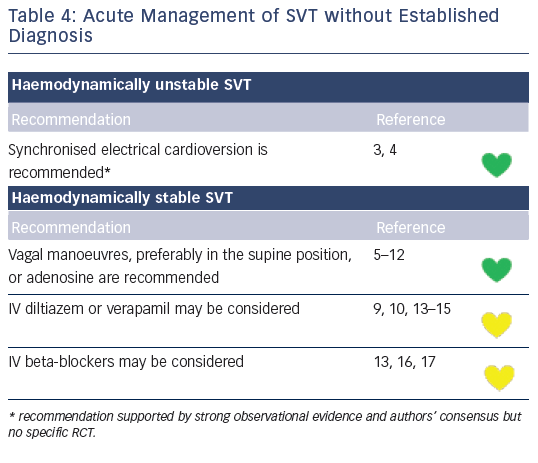 Table 4: Acute Management of SVT without Established
Diagnosis
Haemodynamically unstable SVT
Recommendation Reference
Synchronised electrical cardioversion is 3, 4
recommended*
Haemodynamically stable SVT
Recommendation Reference
Vagal manoeuvres, preferably in the supine position, 5–12
or adenosine are recommended
IV diltiazem or verapamil may be considered 9, 10, 13–15
IV beta-blockers may be considered 13, 16, 17
* recommendation supported by strong observational evidence and authors’ consensus but
no specific RCT.